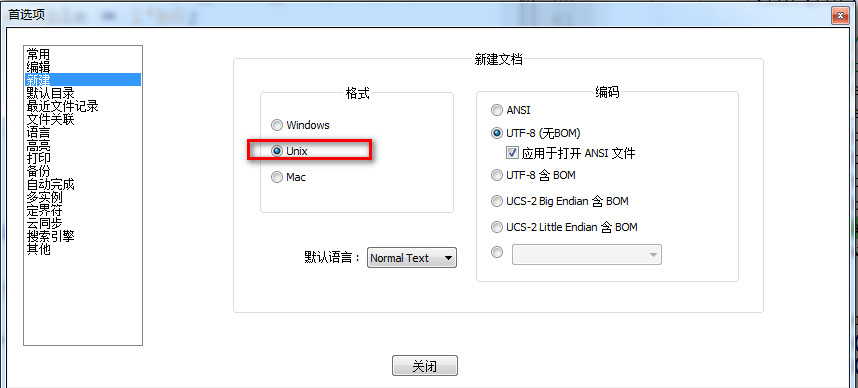 首选项
常用
编辑
新建
默认目录
最近文件记录
文件关联
语言
高亮
打印
备份
自动完成
多实例
定界符
云同步
搜索引擎
其他
新建文档
格式
Windows
Unix
Mac
默认语言：
Normal Text
编码
ANSI
UTF-8 (无BOM)
应用于打开 ANSI 文件
UTF-8 含 BOM
UCS-2 Big Endian 含 BOM
UCS-2 Little Endian 含 BOM
关闭